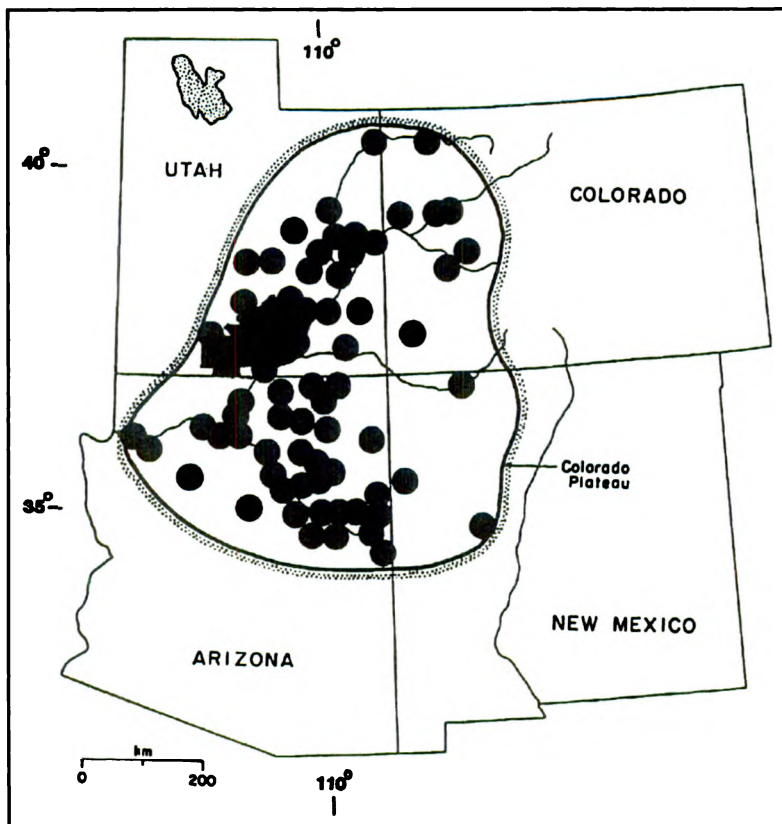 110°
40°
UTAH
COLORADO
Colorado
Plateau
35°
NEW MEXICO
ARIZONA
km
0 200
110°